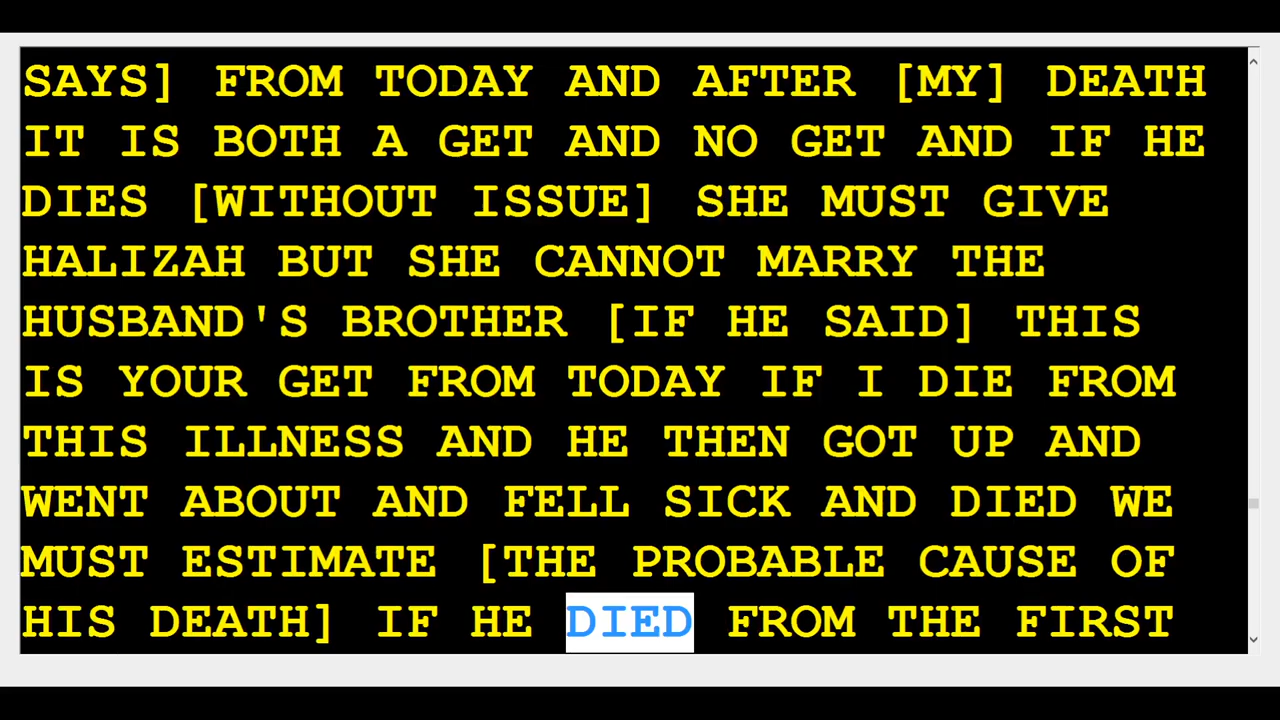 SAYS] FROM TODAY AND AFTER [MY] DEATH
IT IS BOTH A GET AND NO GET AND IF HE
DIES [WITHOUT ISSUE] SHE MUST GIVE
HALIZAH BUT SHE CANNOT MARRY THE
HUSBAND'S BROTHER [IF HE SAID] THIS
IS YOUR GET FROM TODAY IF I DIE FROM
THIS ILLNESS AND HE THEN GOT UP AND
WENT ABOUT AND FELL SICK AND DIED WE
MUST ESTIMATE [THE PROBABLE CAUSE OF
HIS DEATH] IF HE DIED FROM THE FIRST